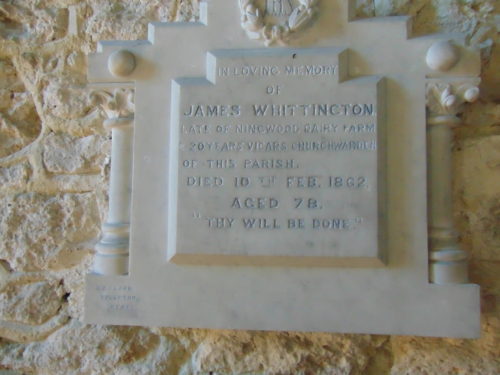 IHS
IN LOVING MEMORY
OF
JAMES WHITTINGTON,
LATE OF NINGWOOD DAIRY FARM
& 20 YEARS VICARS CHURCHWARDEN
OF THIS PARISH.
DIED 10TH FEB. 1862.
AGED 78.
"THY WILL BE DONE."